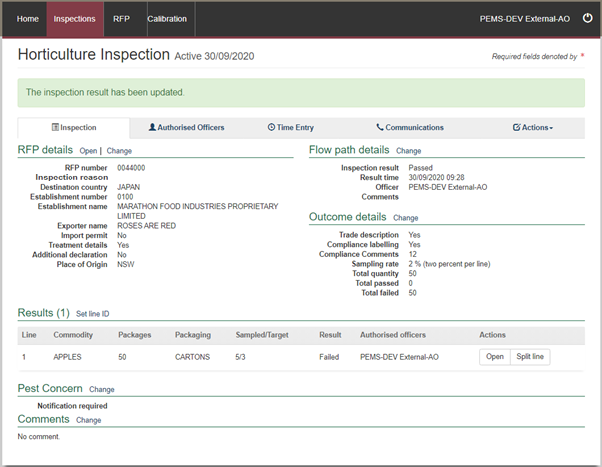 Home Inspections RFP Calibration PEMS-DEV External-AO
Horticulture Inspection Active 30/09/2020 Required fields denoted by *
The inspection result has been updated.
Inspection Authorised Officers Time Entry Communications Actions
RFP details Open | Change
RFP number 0044000
Inspection reason
Destination country JAPAN
Establishment number 0100
Establishment name MARATHON FOOD INDUSTRIES PROPRIETARY
LIMITED
Exporter name ROSES ARE RED
Import permit No
Treatment details Yes
Additional declaration No
Place of Origin NSW
Flow path details Change
Inspection result Passed
Result time 30/09/2020 09:28
Officer PEMS-DEV External-AO
Comments
Outcome details Change
Trade description Yes
Compliance labelling Yes
Compliance Comments 12
Sampling rate 2 % (two percent per line)
Total quantity 50
Total passed 0
Total failed 50
Results (1) Set line ID
Line Commodity Packages Packaging Sampled/Target Result Authorised officers Actions
1 APPLES 50 CARTONS 5/3 Failed PEMS-DEV External-AO Open Split line
Pest Concern Change
Notification required
Comments Change
No comment.